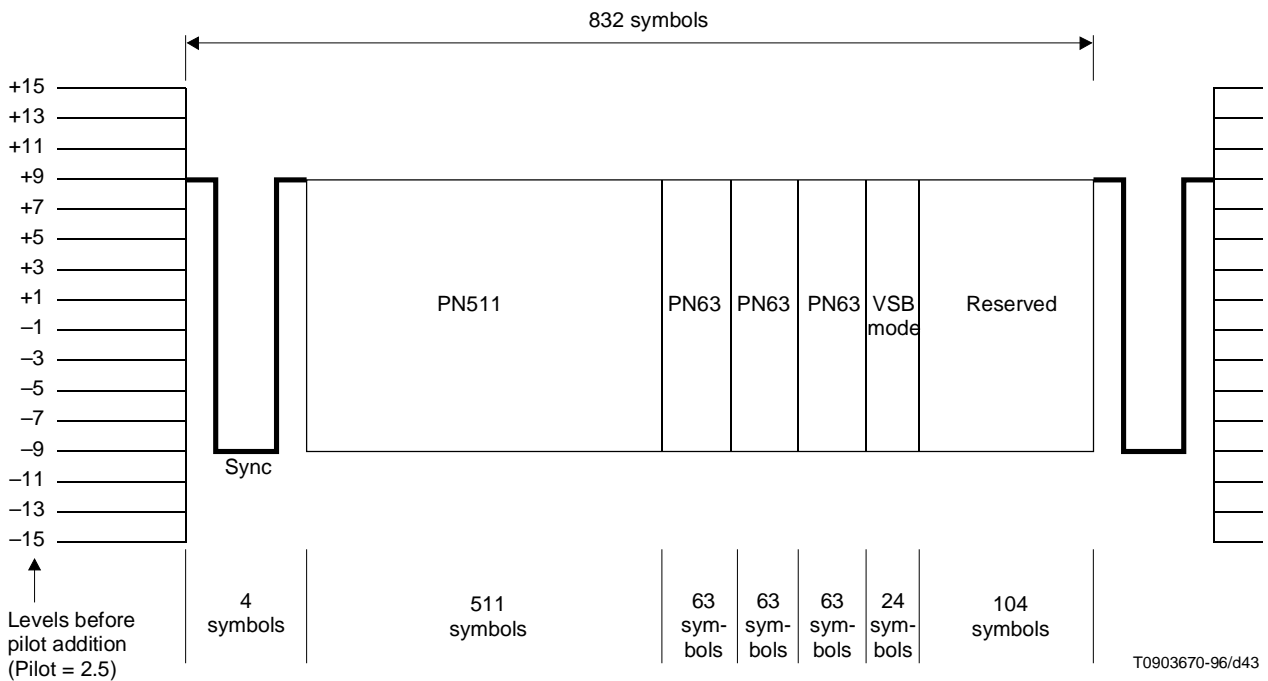 832 symbols
+15
+13
+11
+9
+7
+5
+3
+1
–1
–3
–5
–7
–9
–11
–13
–15
PN511
PN63
PN63
PN63
VSB
mode
Reserved
Sync
Levels before
pilot addition
(Pilot = 2.5)
4
symbols
511
symbols
63
sym-
bols
63
sym-
bols
63
sym-
bols
24
sym-
bols
104
symbols
T0903670-96/d43